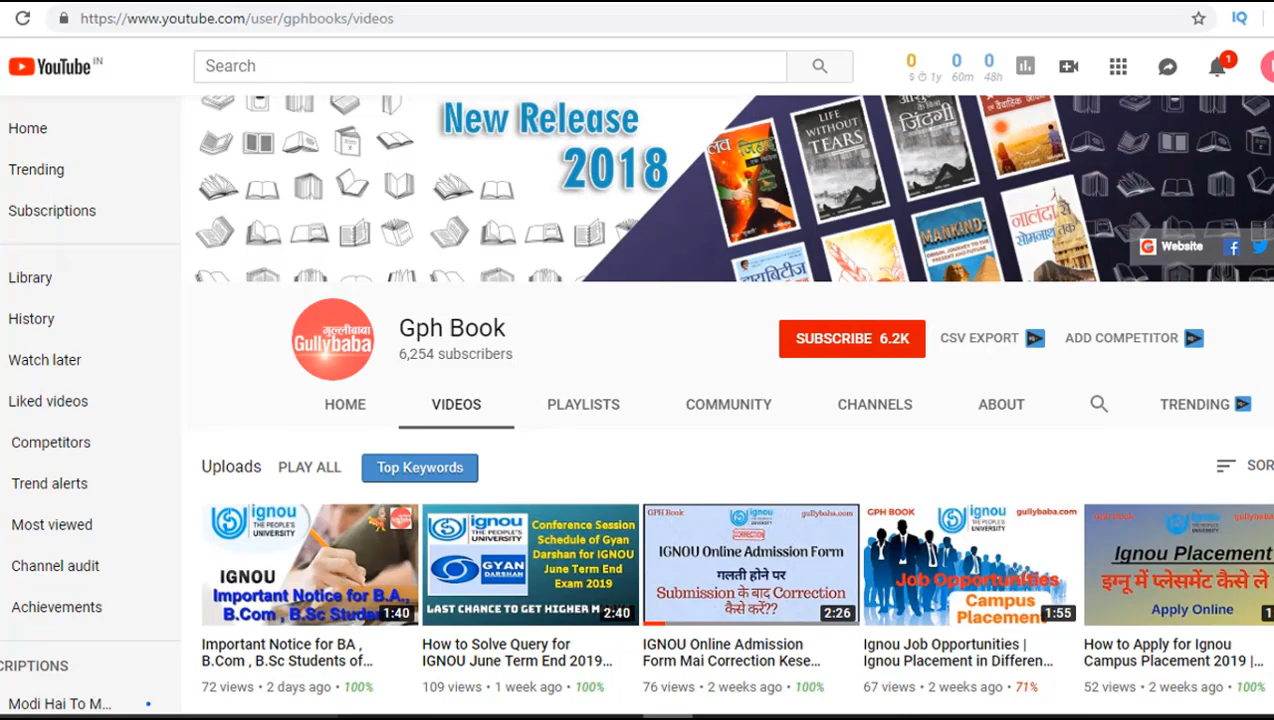 https://www.youtube.com/user/gphbooks/videos
IQ
YouTube IN
Search
0 0 0
$ 1y 60m 48h
1
Home
Trending
Subscriptions
Library
History
Watch later
Liked videos
Competitors
Trend alerts
Most viewed
Channel audit
Achievements
CRIPTIONS
Modi Hai To M...
New Release
2018
LIFE
WITHOUT
TEARS
जिंदगी
MANKIND:
नालंदा से
सोमनाथ तक
डायबिटीज
G Website
गुल्लीबाबा
Gullybaba
Gph Book
6,254 subscribers
SUBSCRIBE 6.2K
CSV EXPORT
ADD COMPETITOR
HOME VIDEOS PLAYLISTS COMMUNITY CHANNELS ABOUT TRENDING
Uploads PLAY ALL Top Keywords
SOR
ignou
THE PEOPLE'S
UNIVERSITY
IGNOU
Important Notice for B.A.,
B.Com , B.Sc Stude
1:40
Important Notice for BA ,
B.Com , B.Sc Students of...
72 views • 2 days ago • 100%
ignou
THE PEOPLE'S
UNIVERSITY
GYAN
DARSHAN
Conference Session
Schedule of Gyan
Darshan for IGNOU
June Term End
Exam 2019
LAST CHANCE TO GET HIGHER M
2:40
How to Solve Query for
IGNOU June Term End 2019...
109 views • 1 week ago • 100%
GPH Book
ignou
gullybaba.com
CORRECTION
IGNOU Online Admission Form
गलती होने पर
Submission के बाद Correction
कैसे करें??
2:26
IGNOU Online Admission
Form Mai Correction Kese...
76 views • 2 weeks ago • 100%
GPH BOOK
ignou
THE PEOPLE'S
UNIVERSITY
gullybaba.com
Job Opportunities
Campus
Placement
1:55
Ignou Job Opportunities |
Ignou Placement in Differen...
67 views • 2 weeks ago • 71%
GPH Book
ignou
gullybaba.
Ignou Placement
इग्नू में प्लेसमेंट कैसे ले
Apply Online
1
How to Apply for Ignou
Campus Placement 2019 |...
52 views • 2 weeks ago • 100%